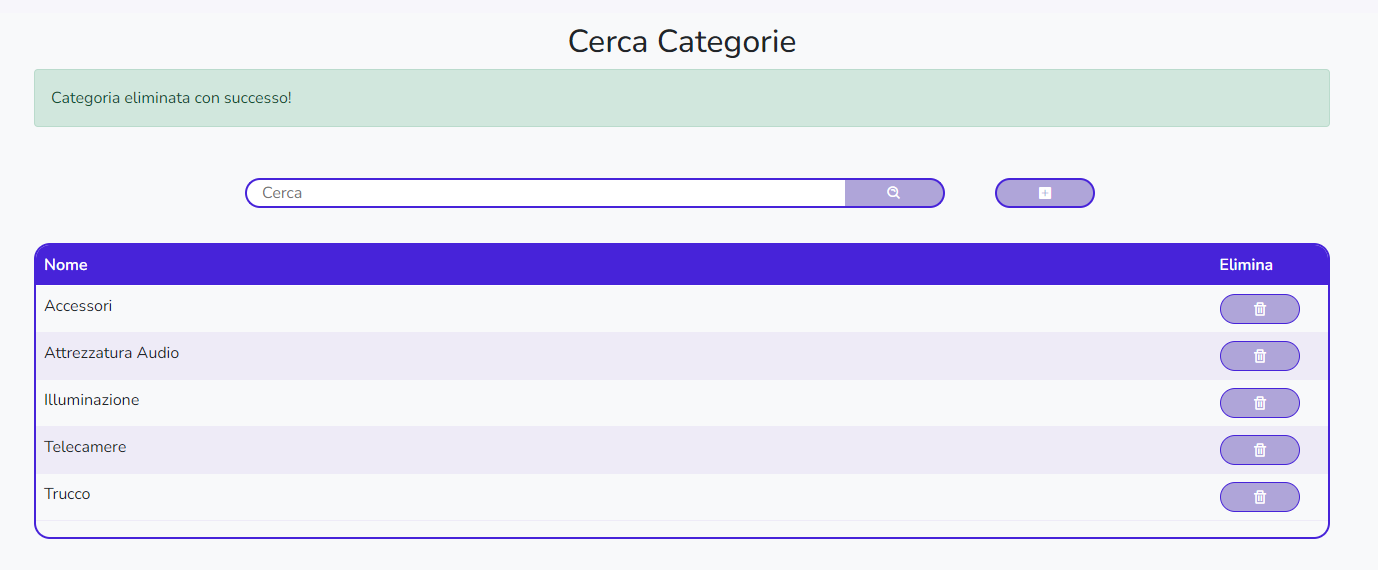 Cerca Categorie
Categoria eliminata con successo!
Cerca
Nome Elimina
Accessori
Attrezzatura Audio
Illuminazione
Telecamere
Trucco